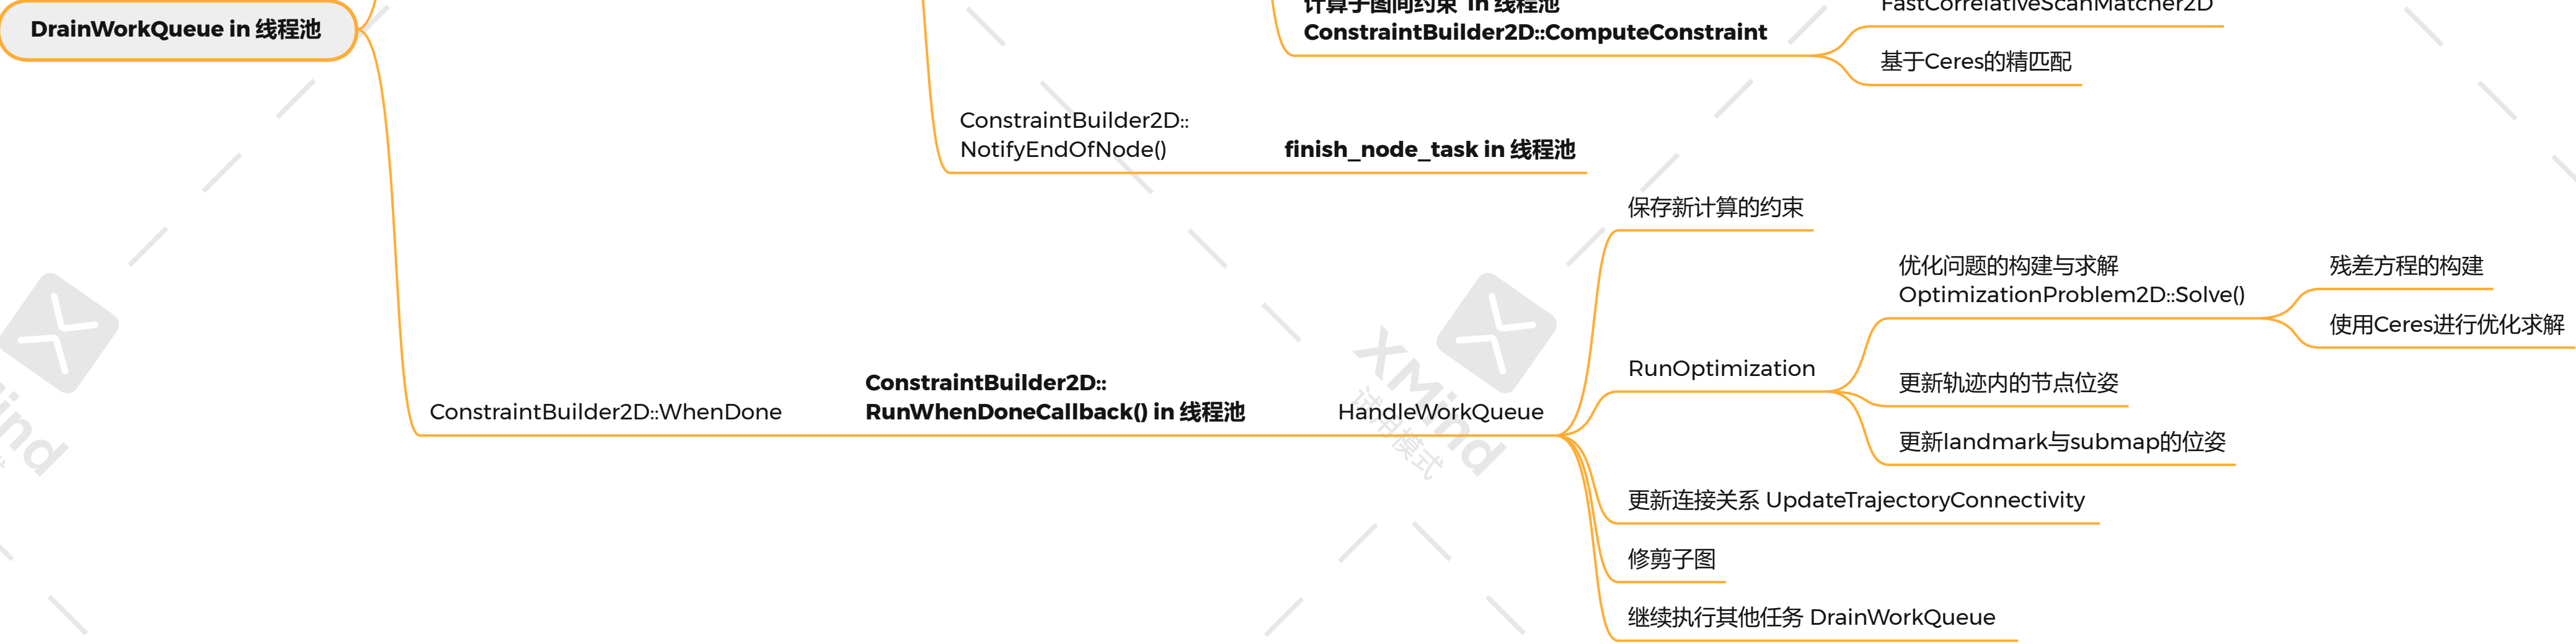 DrainWorkQueue in 线程池
计算子图间约束 in 线程池
ConstraintBuilder2D::ComputeConstraint
FastCorrelativeScanMatcher2D
基于Ceres的精匹配
ConstraintBuilder2D::
NotifyEndOfNode()
finish_node_task in 线程池
ConstraintBuilder2D::WhenDone
ConstraintBuilder2D::
RunWhenDoneCallback() in 线程池
HandleWorkQueue
保存新计算的约束
RunOptimization
优化问题的构建与求解
OptimizationProblem2D::Solve()
残差方程的构建
使用Ceres进行优化求解
更新轨迹内的节点位姿
更新landmark与submap的位姿
更新连接关系 UpdateTrajectoryConnectivity
修剪子图
继续执行其他任务 DrainWorkQueue
XMind
试用模式